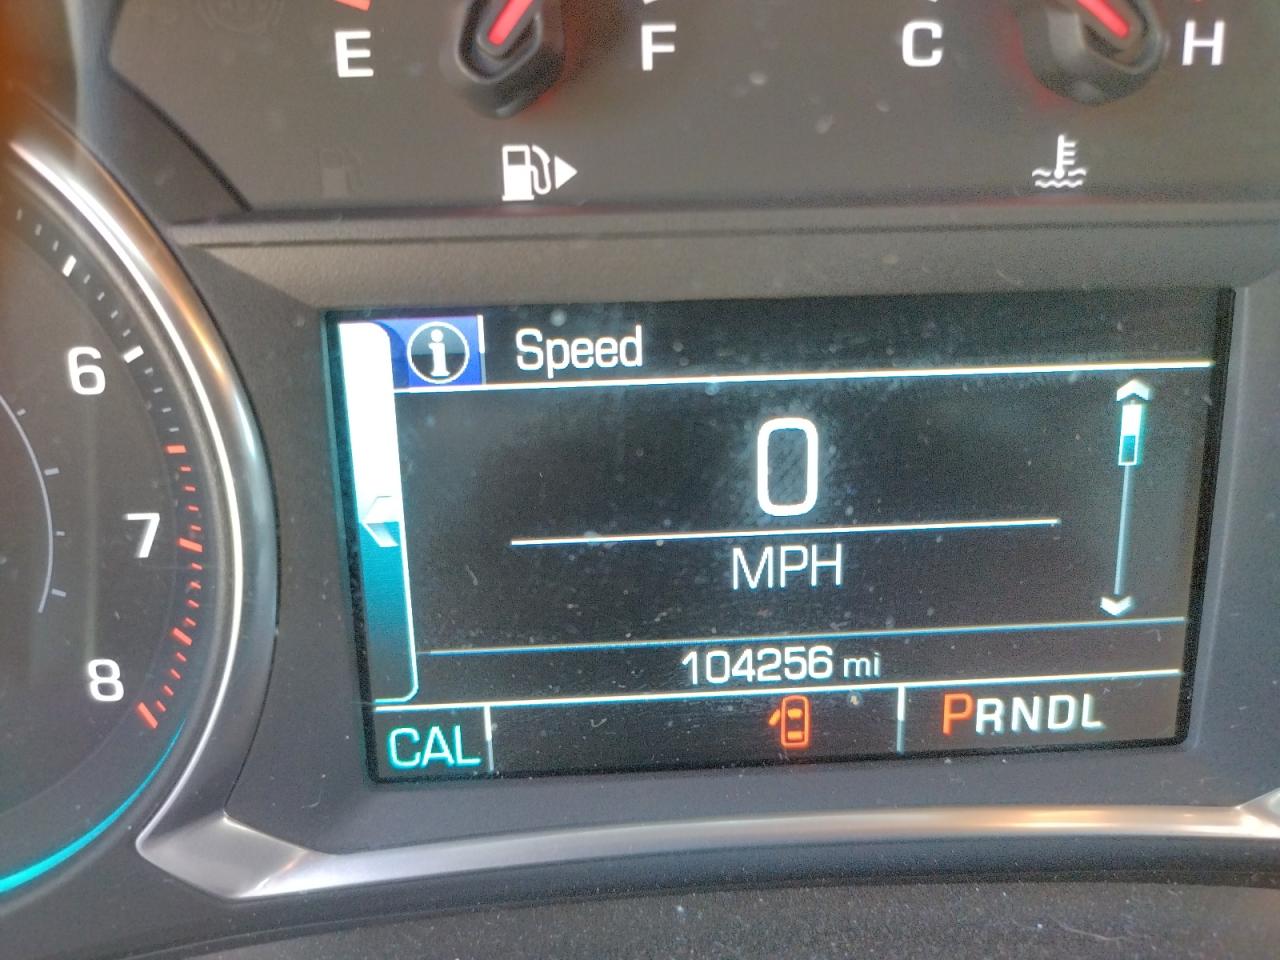 E F C H
6
7
8
Speed
0
MPH
104256 mi
CAL PRNDL